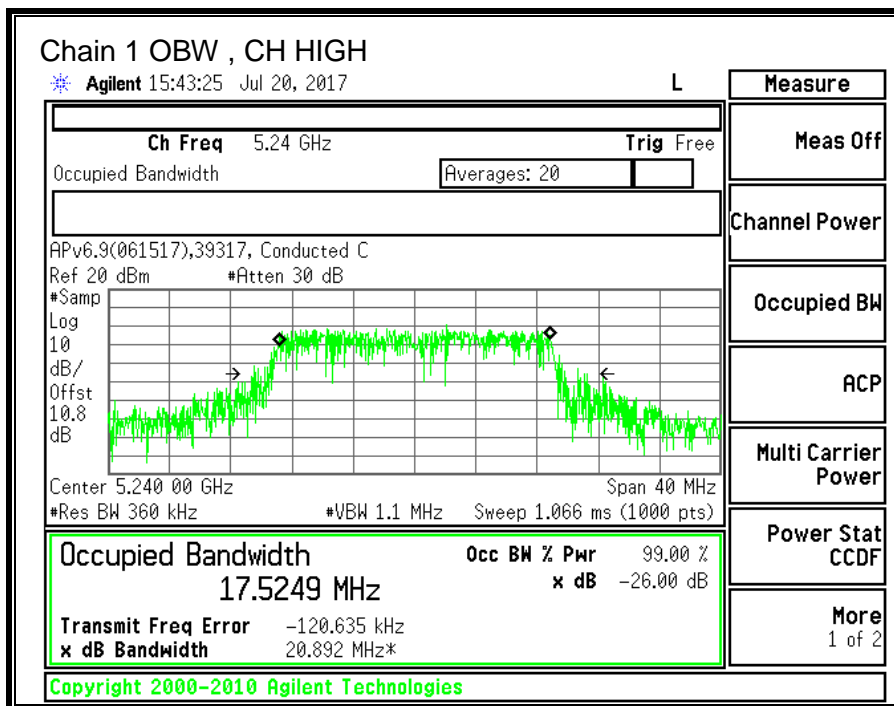 Chain 1 OBW , CH HIGH
Agilent 15:43:25 Jul 20, 2017 L Measure
Ch Freq 5.24 GHz Trig Free Meas Off
Occupied Bandwidth Averages: 20
Channel Power
APv6.9(061517),39317, Conducted C
Ref 20 dBm #Atten 30 dB
#Samp
Log
10
dB/
Offst
10.8
dB
Occupied BW
ACP
Multi Carrier
Power
Center 5.240 00 GHz Span 40 MHz
#Res BW 360 kHz #VBW 1.1 MHz Sweep 1.066 ms (1000 pts)
Power Stat
CCDF
Occupied Bandwidth Occ BW % Pwr 99.00 %
17.5249 MHz x dB -26.00 dB
Transmit Freq Error -120.635 kHz
x dB Bandwidth 20.892 MHz*
More
1 of 2
Copyright 2000-2010 Agilent Technologies